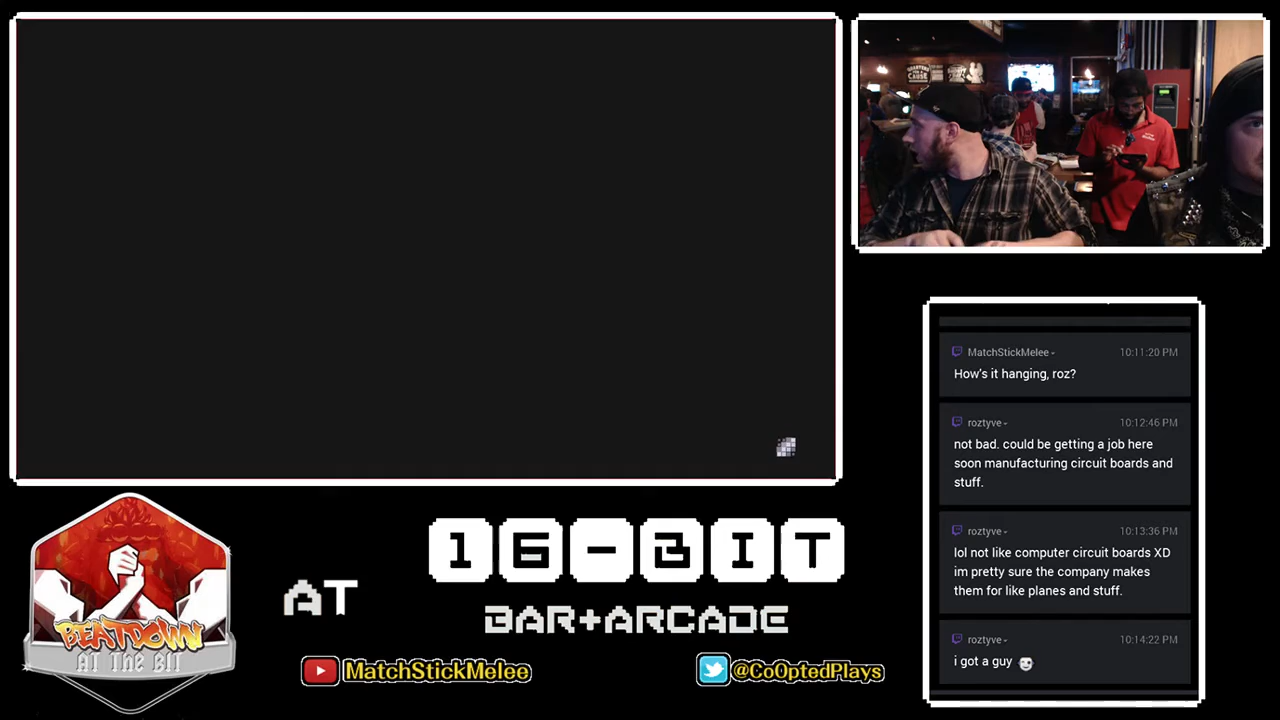 MatchStickMelee
10:11:20 PM
How's it hanging, roz?
roztyve
10:12:46 PM
not bad. could be getting a job here
soon manufacturing circuit boards and
stuff.
roztyve
10:13:36 PM
lol not like computer circuit boards XD
im pretty sure the company makes
them for like planes and stuff.
roztyve
10:14:22 PM
i got a guy
BEATDOWN
AT THE BIT
AT
16-BIT
BAR+ARCADE
MatchStickMelee
@CoOptedPlays